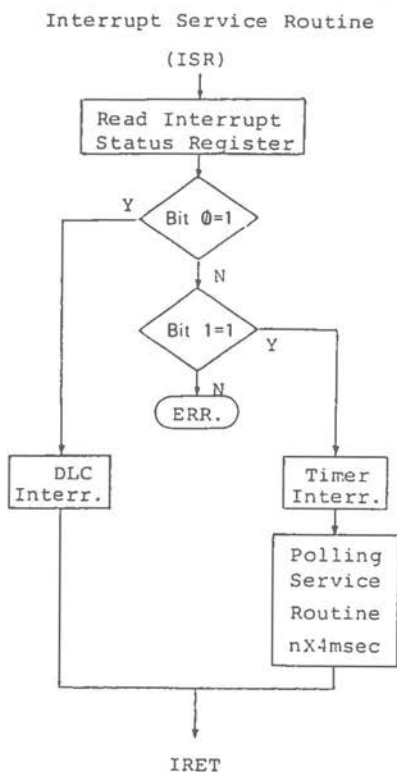 Interrupt Service Routine
(ISR)
Read Interrupt
Status Register
Y
Bit 0=1
N
Bit 1=1
Y
N
ERR.
DLC
Interr.
Timer
Interr.
Polling
Service
Routine
nX4msec
IRET